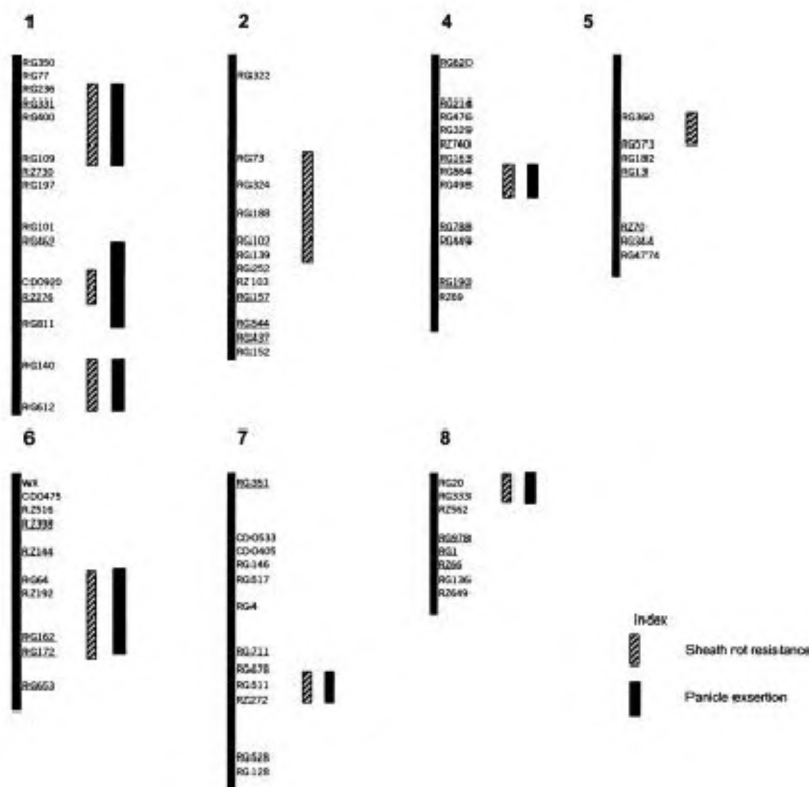 1
RG350
RG77
RG236
RG331
RG400
RG109
RZ730
RG197
RG101
RG462
CDO920
RZ276
RG811
RG140
RG612
2
RG322
RG73
RG324
RG188
RG102
RG139
RG252
RZ103
RG157
RG544
RG437
RG152
4
RG620
RG214
RG476
RG329
RZ740
RG163
RG864
RG498
RG788
RG449
RG190
RZ69
5
RG360
RG573
RG182
RG13
RZ70
RG344
RG4774
6
WX
CDO475
RZ516
RZ398
RZ144
RG64
RZ192
RG162
RG172
RG653
7
RG351
CDO533
CDO405
RG146
RG517
RG4
RG711
RG678
RG511
RZ272
RG528
RG128
8
RG20
RG333
RZ562
RG978
RG1
RZ66
RG136
RZ649
Index
Sheath rot resistance
Panicle exsertion